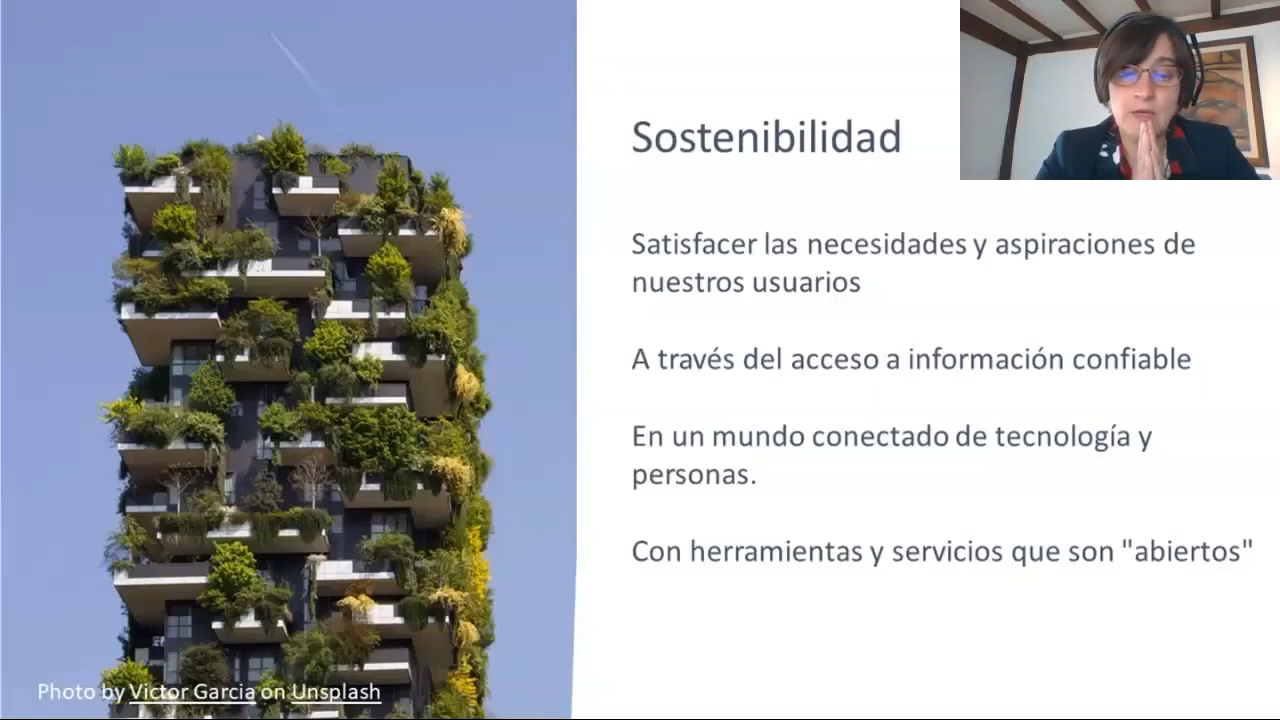 Sostenibilidad
Satisfacer las necesidades y aspiraciones de
nuestros usuarios
A través del acceso a información confiable
En un mundo conectado de tecnología y
personas.
Con herramientas y servicios que son "abiertos"
Photo by Victor Garcia on Unsplash